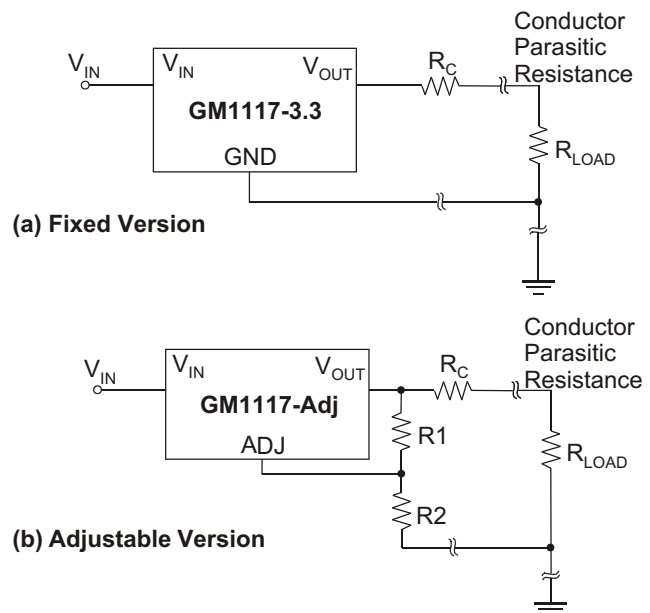 Conductor
Parasitic
Resistance
V_IN
V_IN
V_OUT
R_C
GM1117-3.3
GND
R_LOAD
(a) Fixed Version
Conductor
Parasitic
Resistance
V_IN
V_IN
V_OUT
R_C
GM1117-Adj
R1
ADJ
R_LOAD
R2
(b) Adjustable Version